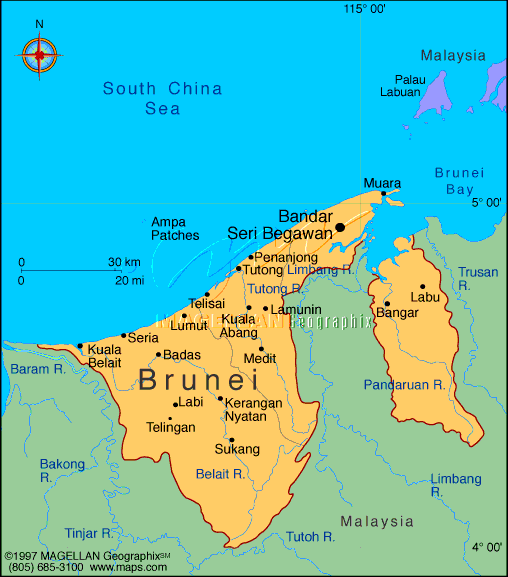 115° 00'
N
Malaysia
South China
Sea
Palau
Labuan
Brunei
Bay
Muara
5° 00'
Ampa
Patches
Bandar
Seri Begawan
Penanjong
0 30 km
0 20 mi
Tutong
Limbang R.
Trusan
R.
Tutong R.
Telisai
Labu
Bangar
Lamunin
MAGELLAN Geographix
Lumut
Kuala
Abang
Seria
Kuala
Belait
Badas
Medit
Baram R.
Brunei
Pandaruan R.
Labi
Kerangan
Nyatan
Telingan
Sukang
Bakong
R.
Belait R.
Limbang
R.
Malaysia
Tinjar R.
Tutoh R.
4° 00'
©1997 MAGELLAN Geographix SM
(805) 685-3100 www.maps.com